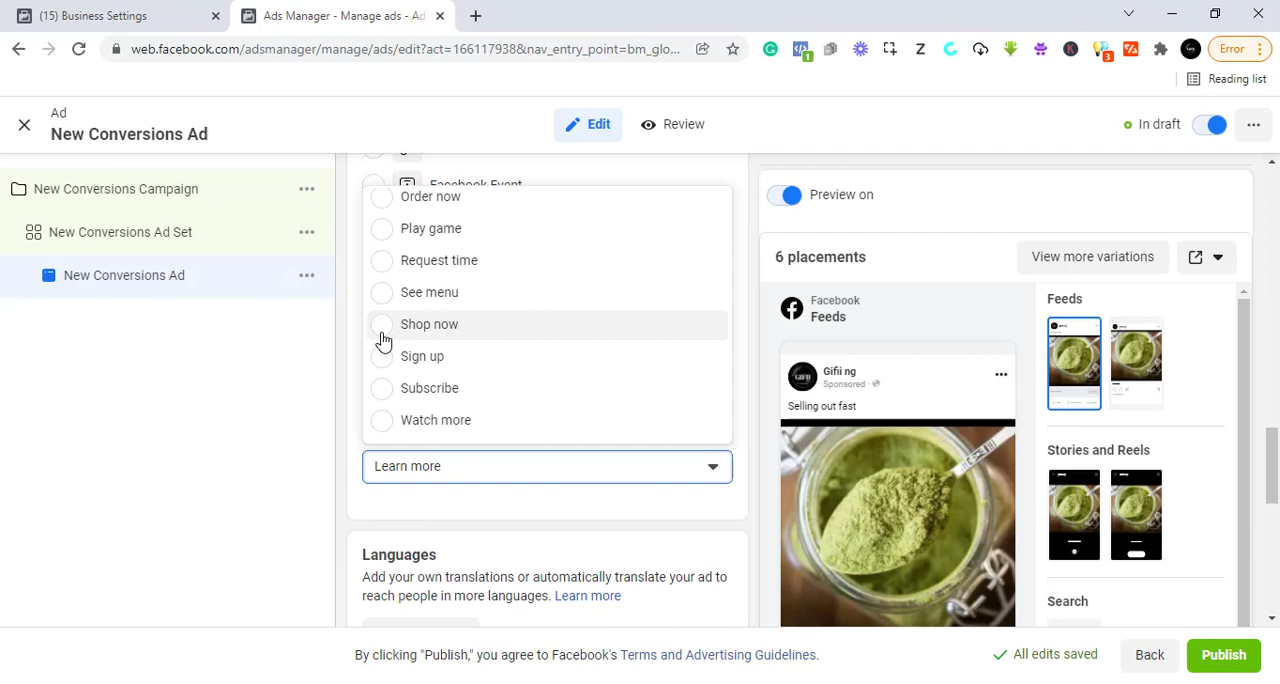 (15) Business Settings
Ads Manager - Manage ads - Ad
web.facebook.com/adsmanager/manage/ads/edit?act=166117938&nav_entry_point=bm_glo...
1
Z
K
3
Error
Reading list
Ad
New Conversions Ad
Edit
Review
In draft
New Conversions Campaign
New Conversions Ad Set
New Conversions Ad
Facebook Event
Order now
Play game
Request time
See menu
Shop now
Sign up
Subscribe
Watch more
Learn more
Languages
Add your own translations or automatically translate your ad to
reach people in more languages. Learn more
Preview on
6 placements
View more variations
Facebook
Feeds
Gifii ng
Sponsored ·
Selling out fast
Feeds
Stories and Reels
Search
By clicking "Publish," you agree to Facebook's Terms and Advertising Guidelines.
All edits saved
Back
Publish